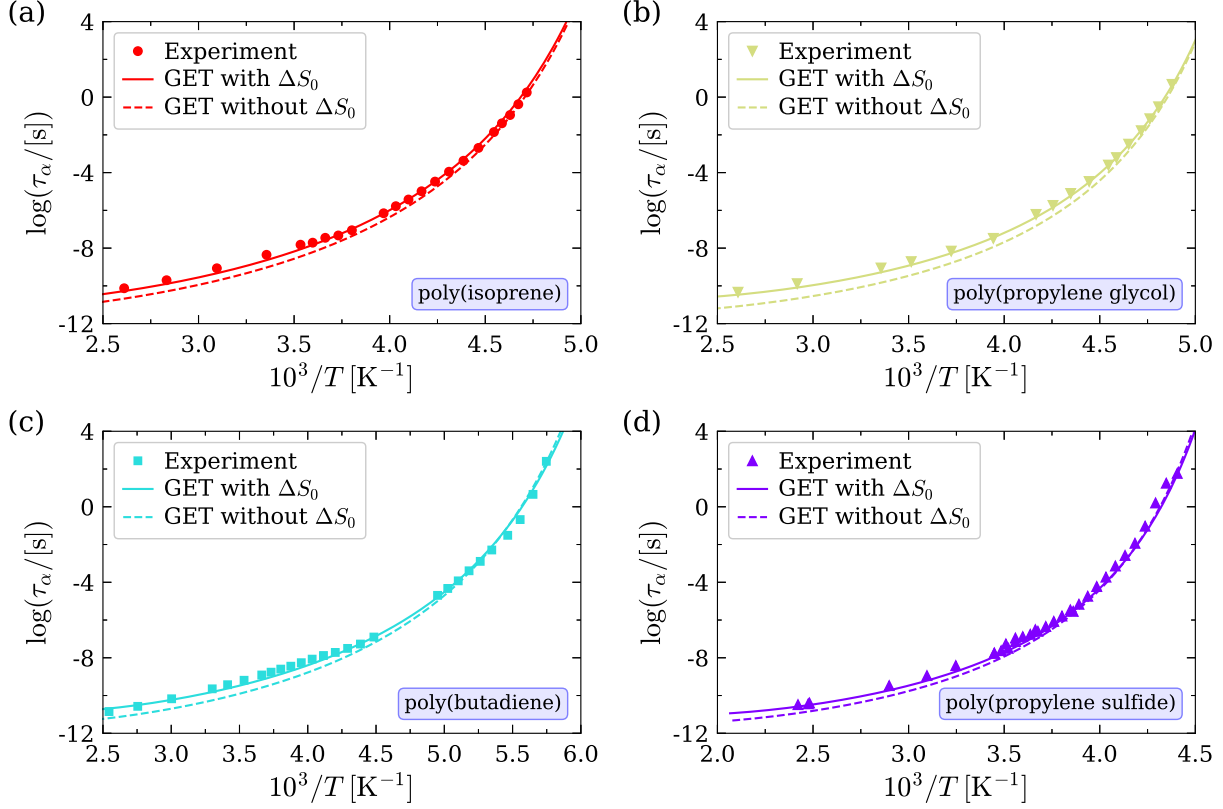 (a)
4
0
-4
-8
-12
log(τα/[s])
Experiment
GET with ΔS₀
GET without ΔS₀
poly(isoprene)
2.5 3.0 3.5 4.0 4.5 5.0
10³/T [K⁻¹]
(b)
4
0
-4
-8
-12
log(τα/[s])
Experiment
GET with ΔS₀
GET without ΔS₀
poly(propylene glycol)
2.5 3.0 3.5 4.0 4.5 5.0
10³/T [K⁻¹]
(c)
4
0
-4
-8
-12
log(τα/[s])
Experiment
GET with ΔS₀
GET without ΔS₀
poly(butadiene)
2.5 3.0 3.5 4.0 4.5 5.0 5.5 6.0
10³/T [K⁻¹]
(d)
4
0
-4
-8
-12
log(τα/[s])
Experiment
GET with ΔS₀
GET without ΔS₀
poly(propylene sulfide)
2.0 2.5 3.0 3.5 4.0 4.5
10³/T [K⁻¹]